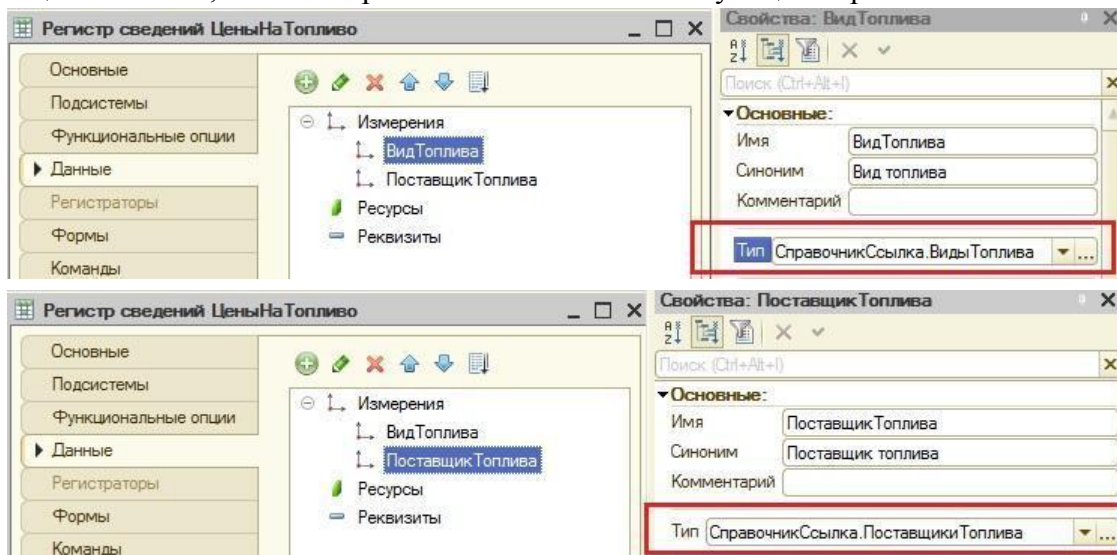 Регистр сведений ЦеныНаТопливо
Основные
Подсистемы
Функциональные опции
Данные
Регистраторы
Формы
Команды
Измерения
ВидТоплива
ПоставщикТоплива
Ресурсы
Реквизиты
Свойства: ВидТоплива
Поиск (Ctrl+Alt+I)
Основные:
Имя ВидТоплива
Синоним Вид топлива
Комментарий
Тип СправочникСсылка.ВидыТоплива
Регистр сведений ЦеныНаТопливо
Основные
Подсистемы
Функциональные опции
Данные
Регистраторы
Формы
Команды
Измерения
ВидТоплива
ПоставщикТоплива
Ресурсы
Реквизиты
Свойства: ПоставщикТоплива
Поиск (Ctrl+Alt+I)
Основные:
Имя ПоставщикТоплива
Синоним Поставщик топлива
Комментарий
Тип СправочникСсылка.ПоставщикиТоплива